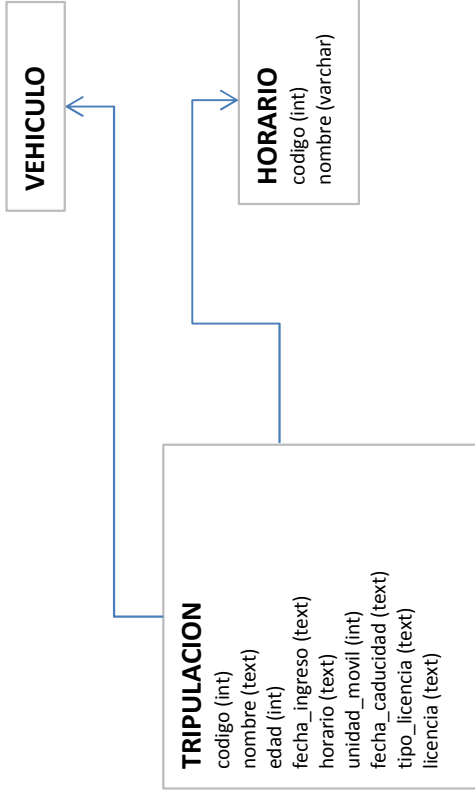 VEHICULO
TRIPULACION
codigo (int)
nombre (text)
edad (int)
fecha_ingreso (text)
horario (text)
unidad_movil (int)
fecha_caducidad (text)
tipo_licencia (text)
licencia (text)
HORARIO
codigo (int)
nombre (varchar)